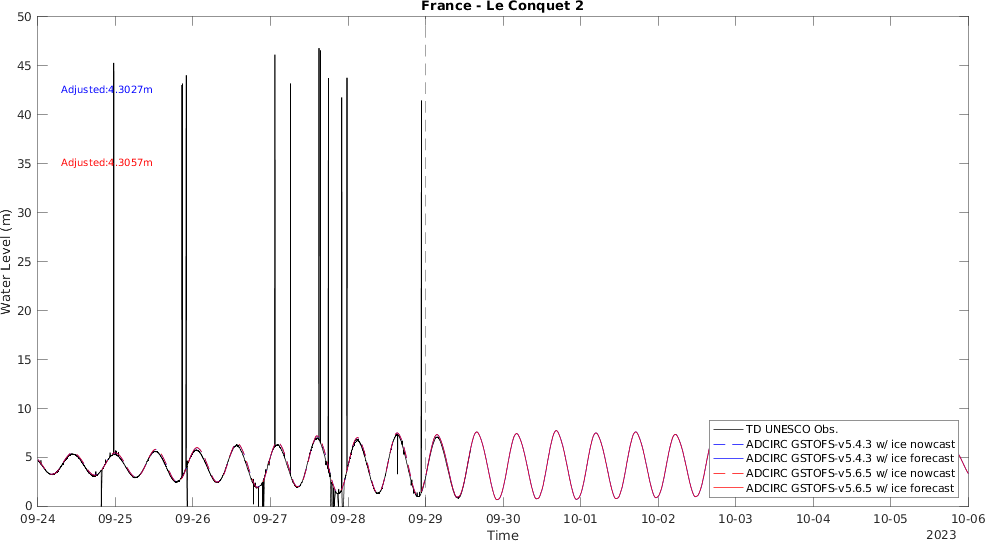 France - Le Conquet 2
Water Level (m)
50
45
40
35
30
25
20
15
10
5
0
Adjusted:4.3027m
Adjusted:4.3057m
TD UNESCO Obs.
ADCIRC GSTOFS-v5.4.3 w/ ice nowcast
ADCIRC GSTOFS-v5.4.3 w/ ice forecast
ADCIRC GSTOFS-v5.6.5 w/ ice nowcast
ADCIRC GSTOFS-v5.6.5 w/ ice forecast
09-24 09-25 09-26 09-27 09-28 09-29 09-30 10-01 10-02 10-03 10-04 10-05 10-06
Time
2023